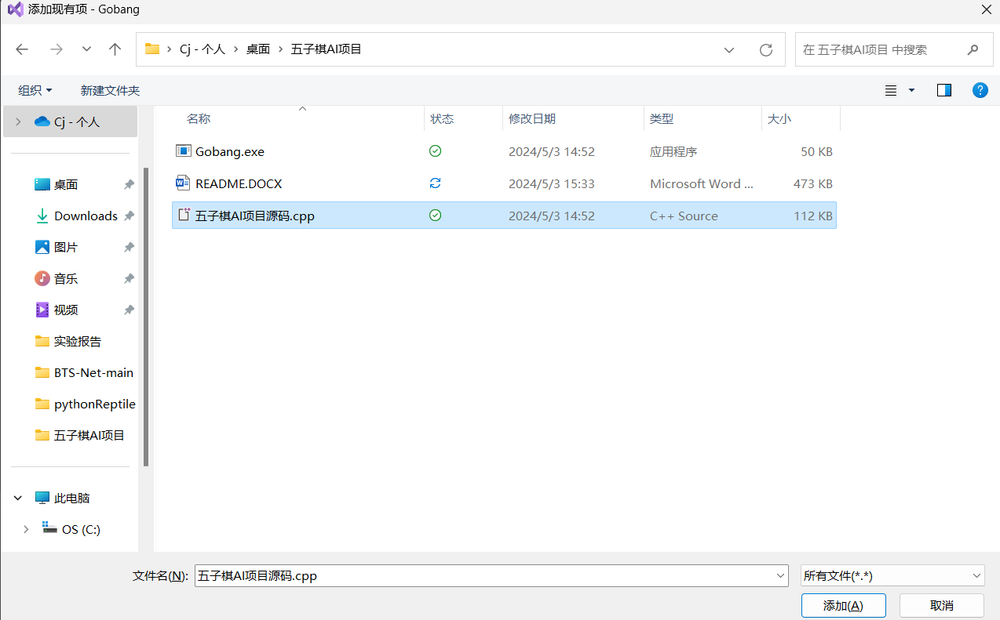 添加现有项 - Gobang
Cj - 个人 › 桌面 › 五子棋AI项目
在 五子棋AI项目 中搜索
组织 新建文件夹
Cj - 个人
桌面
Downloads
图片
音乐
视频
实验报告
BTS-Net-main
pythonReptile
五子棋AI项目
此电脑
OS (C:)
名称 状态 修改日期 类型 大小
Gobang.exe 2024/5/3 14:52 应用程序 50 KB
README.DOCX 2024/5/3 15:33 Microsoft Word ... 473 KB
五子棋AI项目源码.cpp 2024/5/3 14:52 C++ Source 112 KB
文件名(N): 五子棋AI项目源码.cpp 所有文件(*.*)
添加(A) 取消